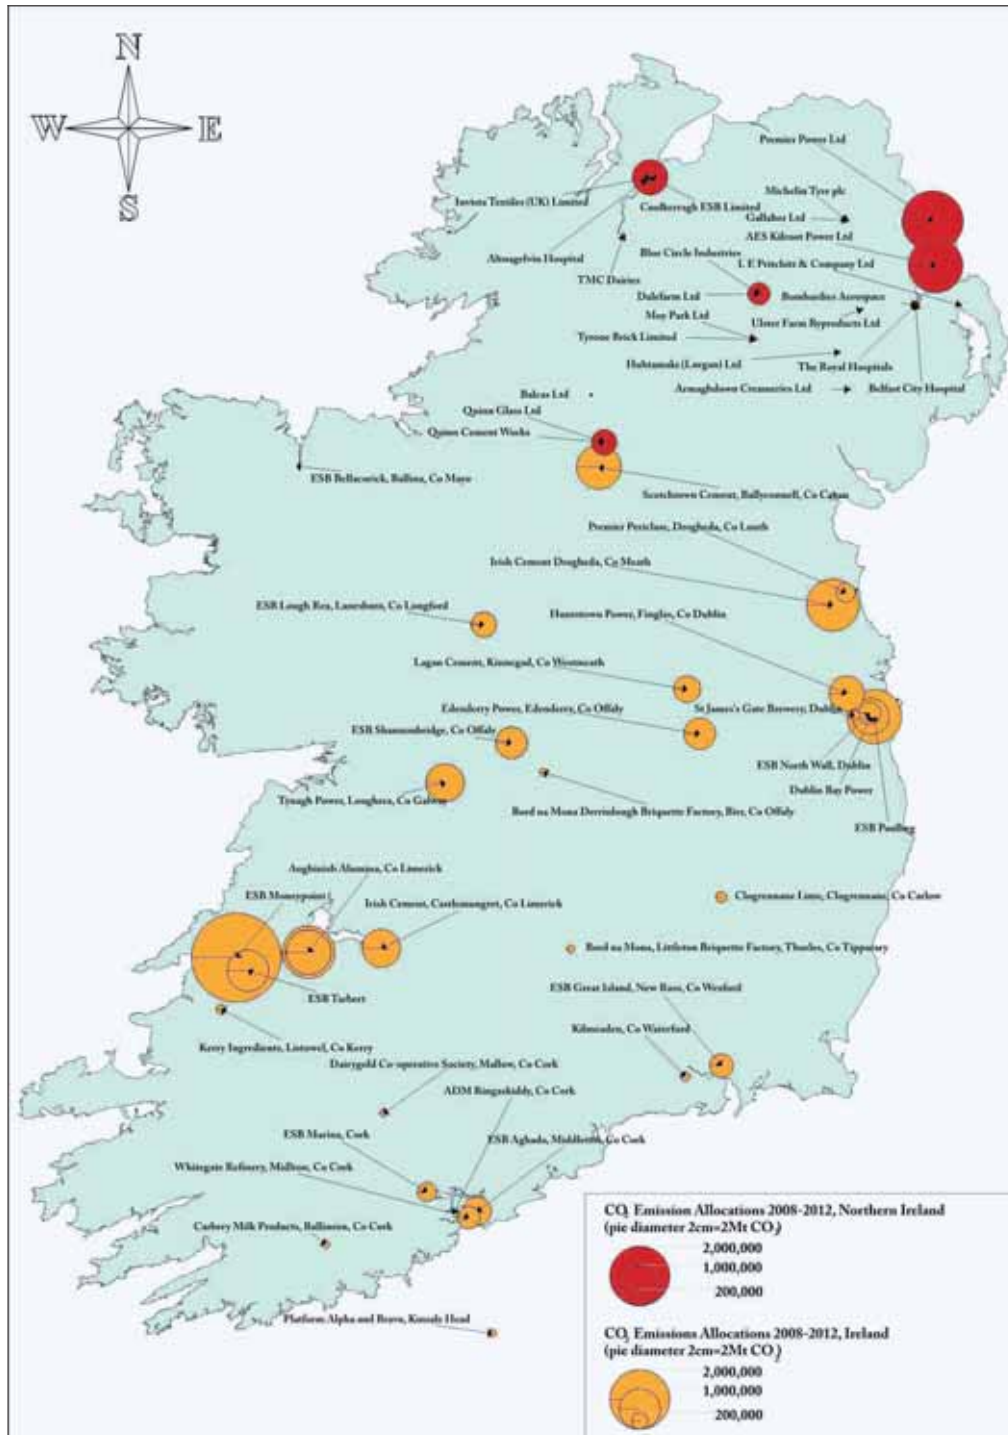 N
W E
S
Premier Power Ltd
Michelin Tyre plc
Invista Textiles (UK) Limited
Coolkeeragh ESB Limited
Gallaher Ltd
AES Kilroot Power Ltd
Altnagelvin Hospital
Blue Circle Industries
L E Pritchitt & Company Ltd
TMC Dairies
Dalefarm Ltd
Bombardier Aerospace
Moy Park Ltd
Ulster Farm Byproducts Ltd
Tyrone Brick Limited
Huhtamaki (Lurgan) Ltd
The Royal Hospitals
Armaghdown Creameries Ltd
Belfast City Hospital
Balcas Ltd
Quinn Glass Ltd
Quinn Cement Works
ESB Bellacorick, Ballina, Co Mayo
Scotchtown Cement, Ballyconnell, Co Cavan
Premier Periclase, Drogheda, Co Louth
Irish Cement Drogheda, Co Meath
ESB Lough Rea, Lanesboro, Co Longford
Huntstown Power, Finglas, Co Dublin
Lagan Cement, Kinnegad, Co Westmeath
Edenderry Power, Edenderry, Co Offaly
St James's Gate Brewery, Dublin
ESB Shannonbridge, Co Offaly
ESB North Wall, Dublin
Dublin Bay Power
Tynagh Power, Loughrea, Co Galway
Bord na Mona Derrinlough Briquette Factory, Birr, Co Offaly
ESB Poolbeg
Aughinish Alumina, Co Limerick
ESB Moneypoint
Irish Cement, Castlemungret, Co Limerick
Clogrennane Lime, Clogrennane, Co Carlow
Bord na Mona, Littleton Briquette Factory, Thurles, Co Tipparary
ESB Tarbert
ESB Great Island, New Ross, Co Wexford
Kilmeaden, Co Waterford
Kerry Ingredients, Listowel, Co Kerry
Dairygold Co-operative Society, Mallow, Co Cork
ADM Ringaskiddy, Co Cork
ESB Marina, Cork
ESB Aghada, Middleton, Co Cork
Whitegate Refinery, Midleton, Co Cork
Carbery Milk Products, Ballineen, Co Cork
Platform Alpha and Bravo, Kinsale Head
CO₂ Emission Allocations 2008-2012, Northern Ireland
(pie diameter 2cm=2Mt CO₂)
2,000,000
1,000,000
200,000
CO₂ Emissions Allocations 2008-2012, Ireland
(pie diameter 2cm=2Mt CO₂)
2,000,000
1,000,000
200,000